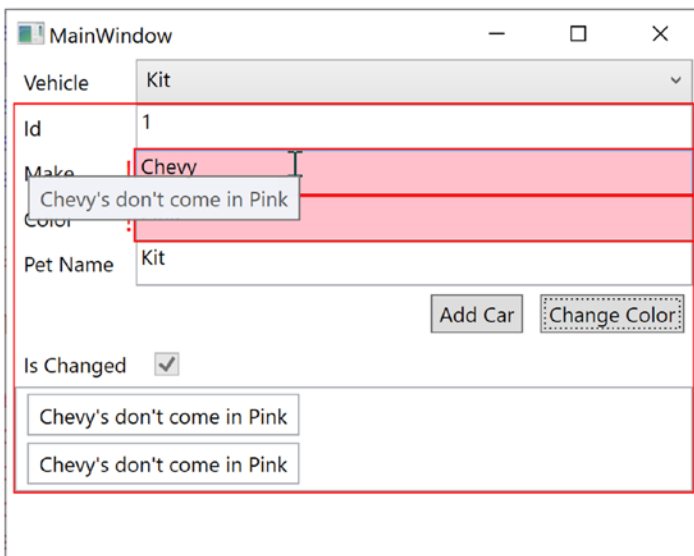 MainWindow
Vehicle Kit
Id 1
Make ! Chevy
Chevy's don't come in Pink
Color !
Pet Name Kit
Add Car Change Color
Is Changed
Chevy's don't come in Pink
Chevy's don't come in Pink